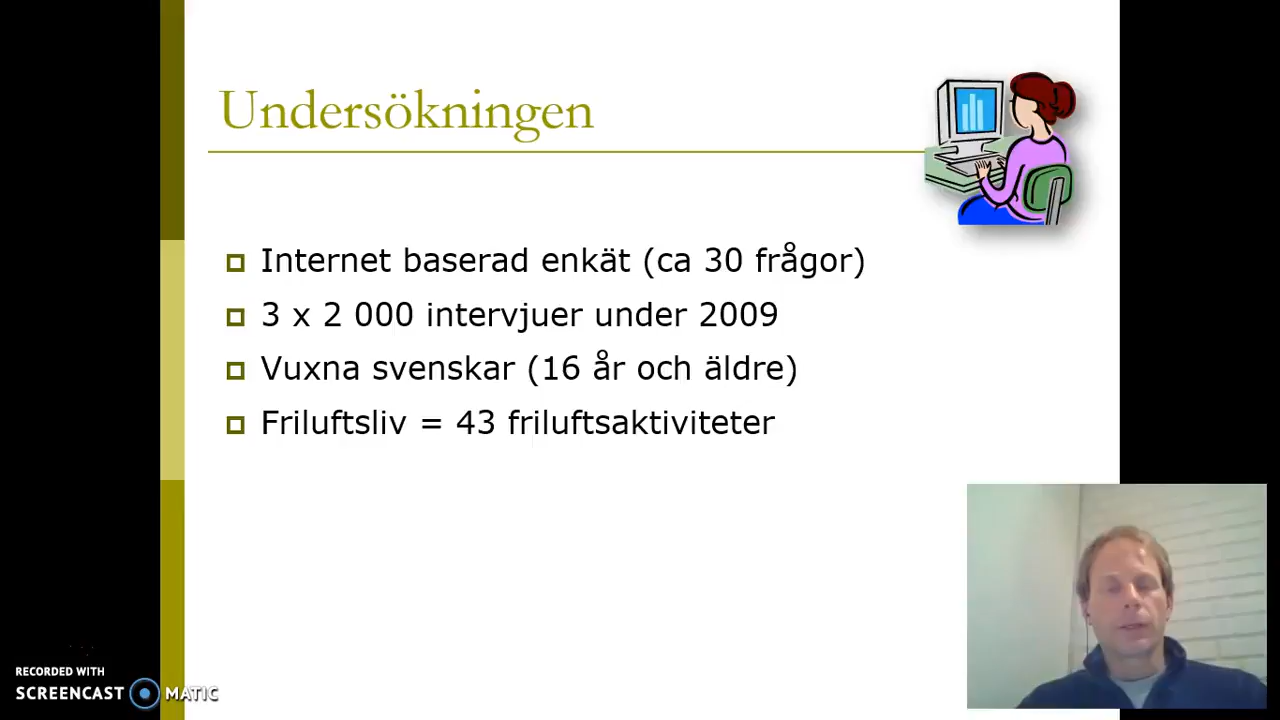 Undersökningen
Internet baserad enkät (ca 30 frågor)
3 x 2 000 intervjuer under 2009
Vuxna svenskar (16 år och äldre)
Friluftsliv = 43 friluftsaktiviteter
RECORDED WITH
SCREENCAST MATIC